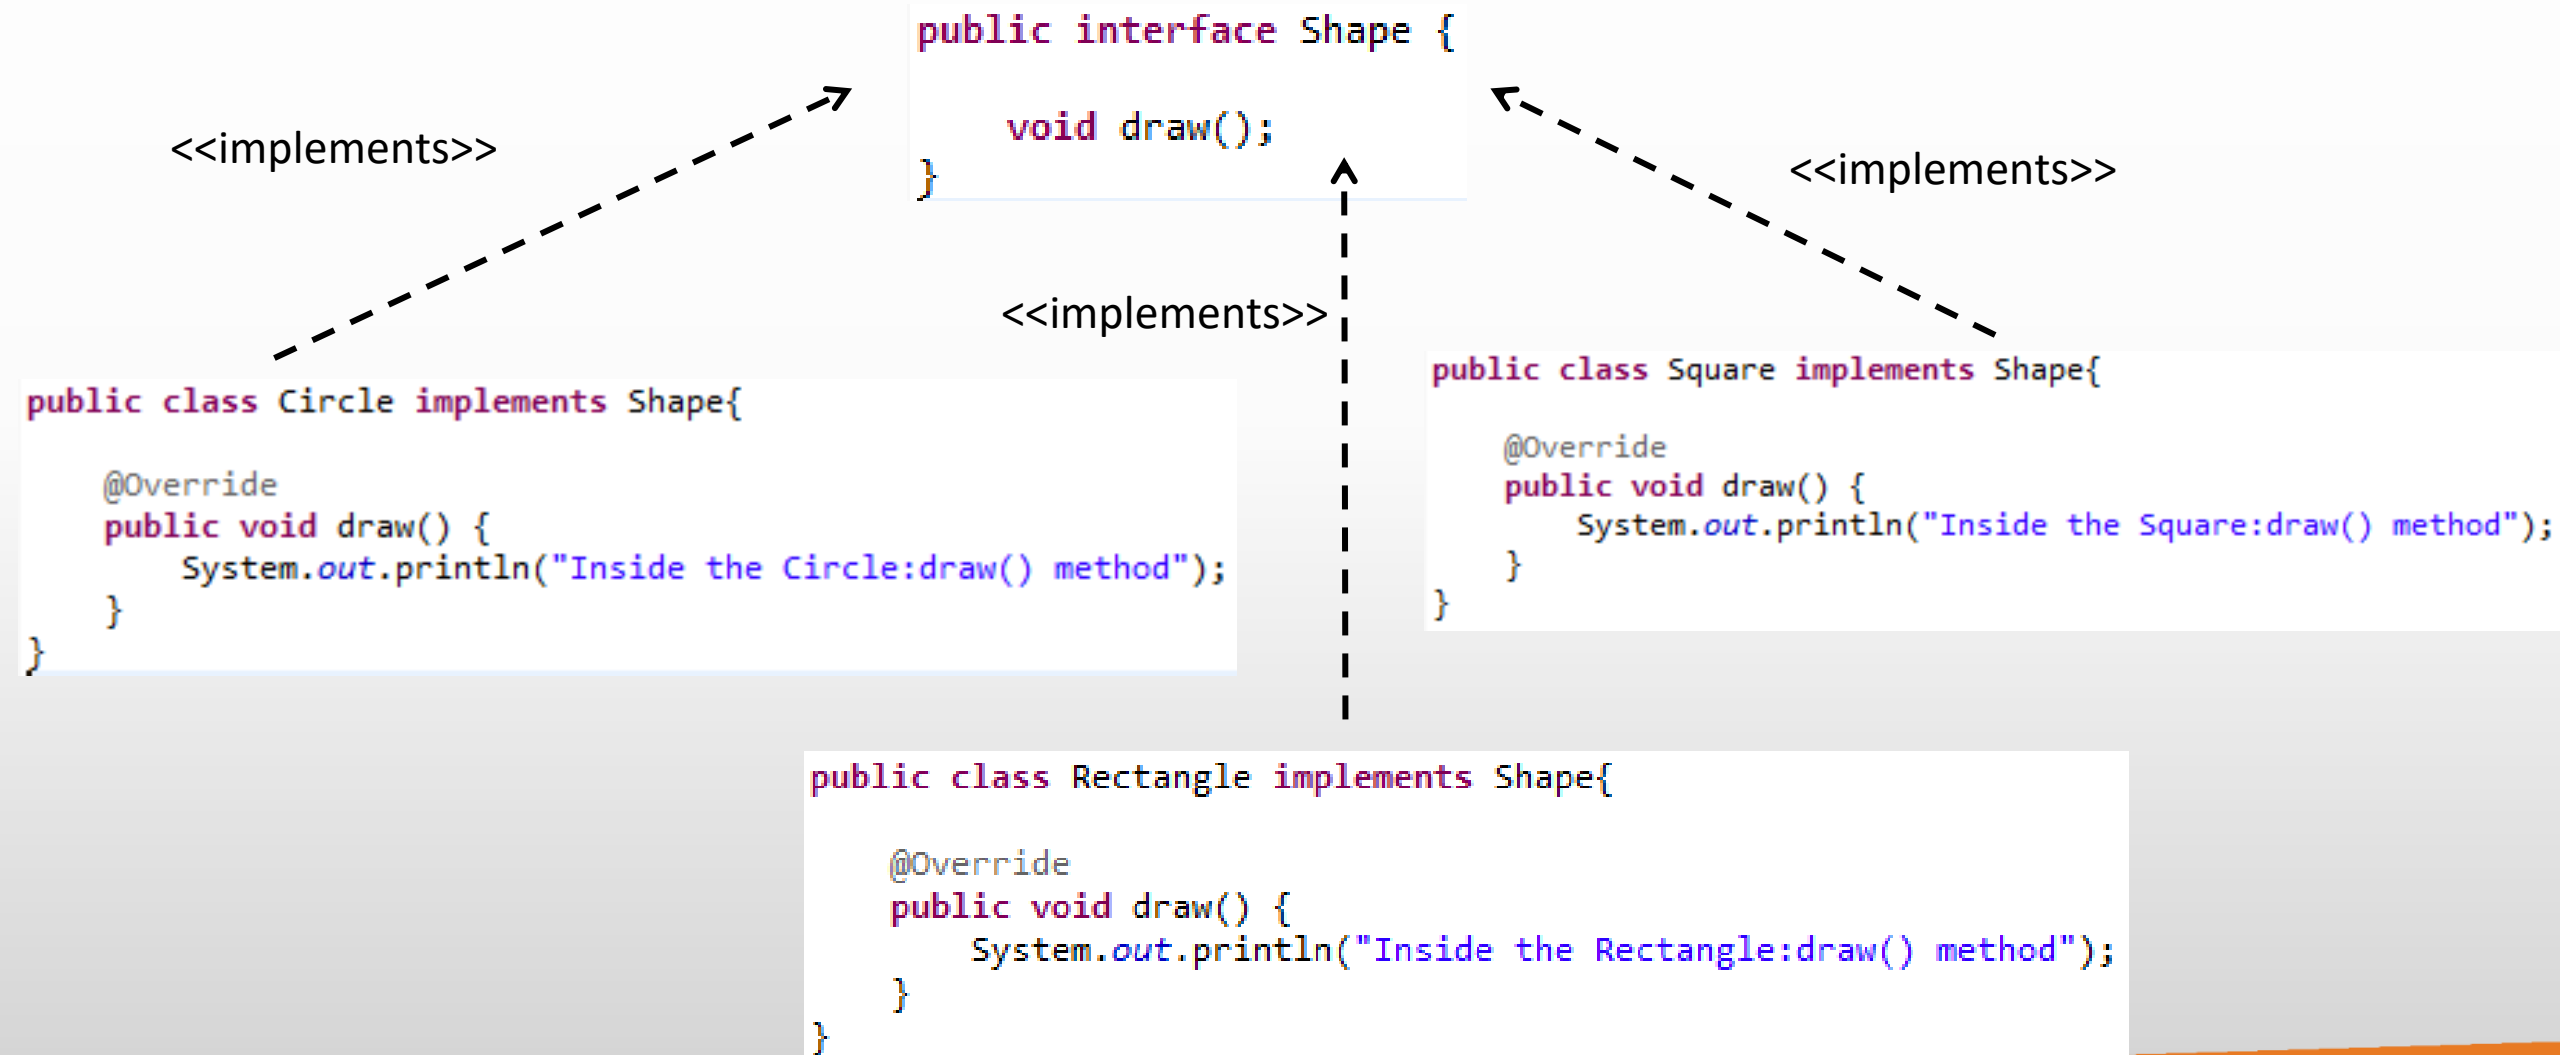 public interface Shape {
void draw();
}
<<implements>>
<<implements>>
<<implements>>
public class Circle implements Shape{
@Override
public void draw() {
System.out.println("Inside the Circle:draw() method");
}
}
public class Square implements Shape{
@Override
public void draw() {
System.out.println("Inside the Square:draw() method");
}
}
public class Rectangle implements Shape{
@Override
public void draw() {
System.out.println("Inside the Rectangle:draw() method");
}
}